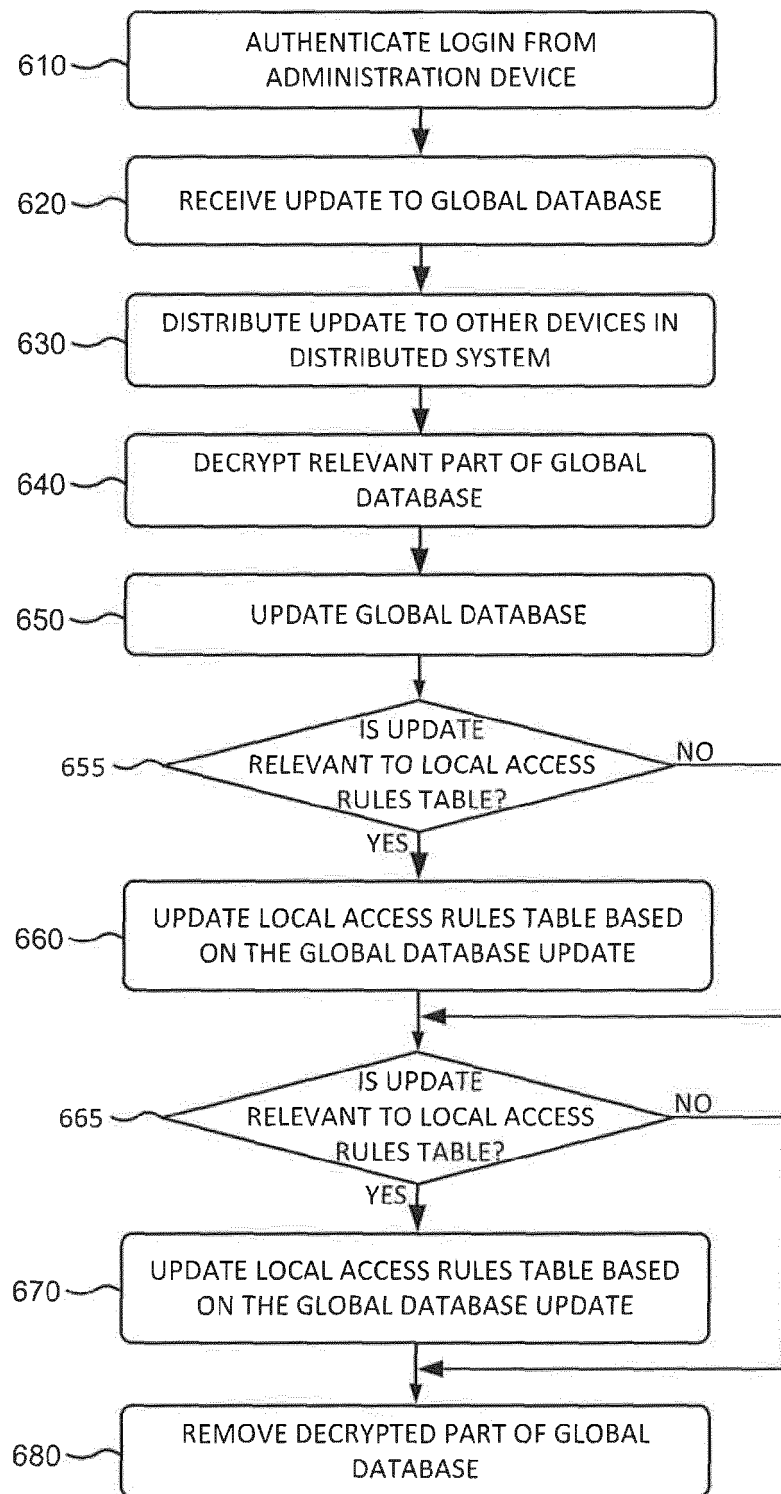 610
AUTHENTICATE LOGIN FROM
ADMINISTRATION DEVICE
620
RECEIVE UPDATE TO GLOBAL DATABASE
630
DISTRIBUTE UPDATE TO OTHER DEVICES IN
DISTRIBUTED SYSTEM
640
DECRYPT RELEVANT PART OF GLOBAL
DATABASE
650
UPDATE GLOBAL DATABASE
655
IS UPDATE
RELEVANT TO LOCAL ACCESS
RULES TABLE?
NO
YES
660
UPDATE LOCAL ACCESS RULES TABLE BASED
ON THE GLOBAL DATABASE UPDATE
665
IS UPDATE
RELEVANT TO LOCAL ACCESS
RULES TABLE?
NO
YES
670
UPDATE LOCAL ACCESS RULES TABLE BASED
ON THE GLOBAL DATABASE UPDATE
680
REMOVE DECRYPTED PART OF GLOBAL
DATABASE